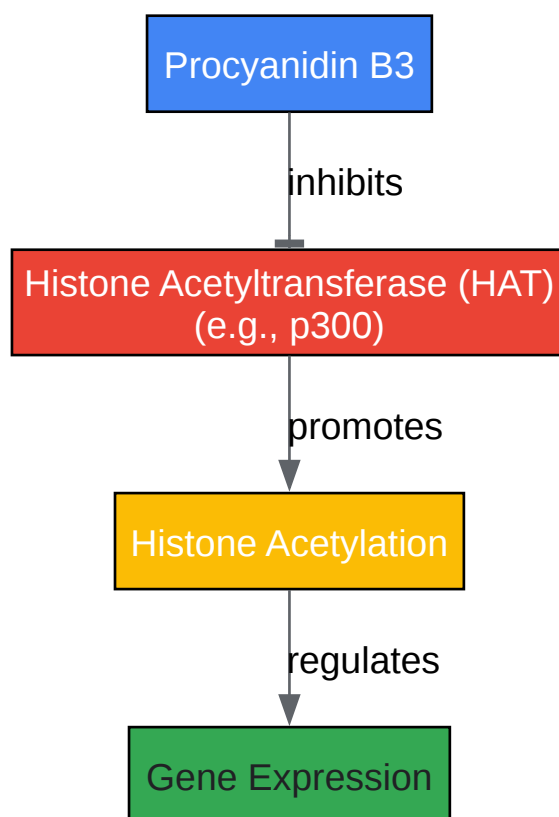 Procyanidin B3
inhibits
Histone Acetyltransferase (HAT)
(e.g., p300)
promotes
Histone Acetylation
regulates
Gene Expression